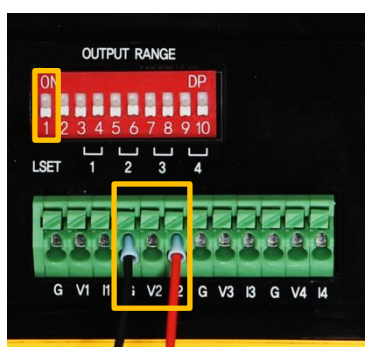 OUTPUT RANGE
ON DP
1 2 3 4 5 6 7 8 9 10
LSET 1 2 3 4
G V1 I1 G V2 I2 G V3 I3 G V4 I4